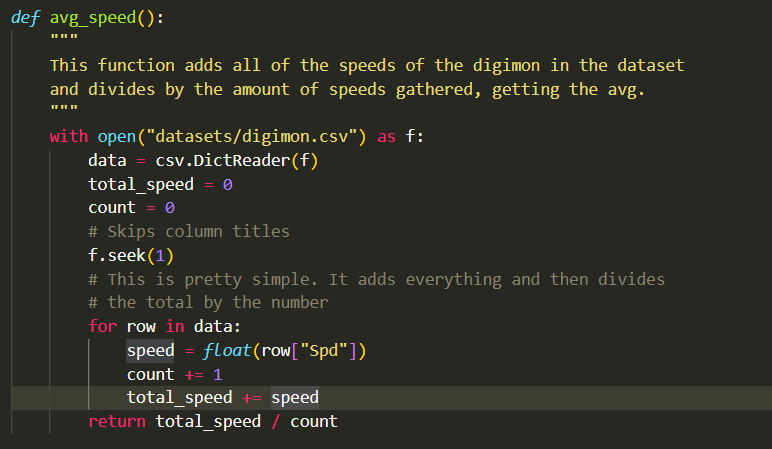 def avg_speed():
    """
    This function adds all of the speeds of the digimon in the dataset
    and divides by the amount of speeds gathered, getting the avg.
    """
    with open("datasets/digimon.csv") as f:
        data = csv.DictReader(f)
        total_speed = 0
        count = 0
        # Skips column titles
        f.seek(1)
        # This is pretty simple. It adds everything and then divides
        # the total by the number
        for row in data:
            speed = float(row["Spd"])
            count += 1
            total_speed += speed
        return total_speed / count